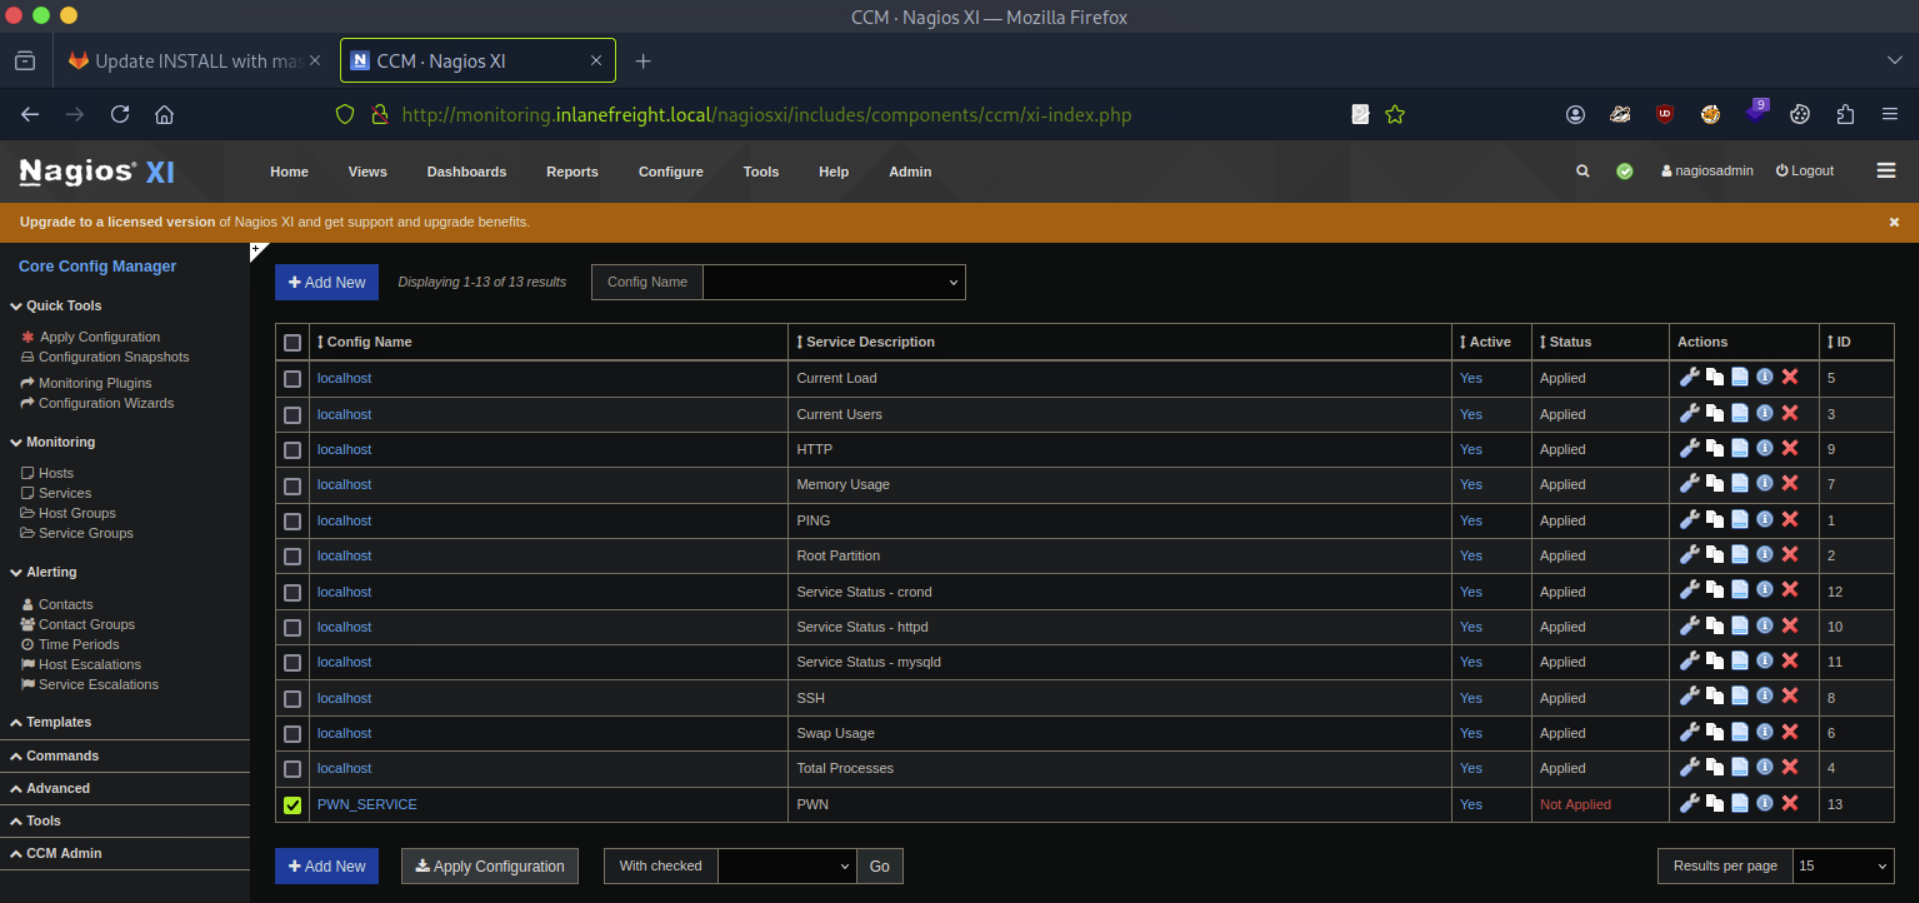 CCM · Nagios XI — Mozilla Firefox
Update INSTALL with mas
CCM · Nagios XI
http://monitoring.inlanefreight.local/nagiosxi/includes/components/ccm/xi-index.php
9
Nagios® XI
Home Views Dashboards Reports Configure Tools Help Admin
nagiosadmin Logout
Upgrade to a licensed version of Nagios XI and get support and upgrade benefits.
Core Config Manager
Quick Tools
Apply Configuration
Configuration Snapshots
Monitoring Plugins
Configuration Wizards
Monitoring
Hosts
Services
Host Groups
Service Groups
Alerting
Contacts
Contact Groups
Time Periods
Host Escalations
Service Escalations
Templates
Commands
Advanced
Tools
CCM Admin
Add New Displaying 1-13 of 13 results Config Name
Config Name Service Description Active Status Actions ID
localhost Current Load Yes Applied 5
localhost Current Users Yes Applied 3
localhost HTTP Yes Applied 9
localhost Memory Usage Yes Applied 7
localhost PING Yes Applied 1
localhost Root Partition Yes Applied 2
localhost Service Status - crond Yes Applied 12
localhost Service Status - httpd Yes Applied 10
localhost Service Status - mysqld Yes Applied 11
localhost SSH Yes Applied 8
localhost Swap Usage Yes Applied 6
localhost Total Processes Yes Applied 4
PWN_SERVICE PWN Yes Not Applied 13
Add New Apply Configuration With checked Go Results per page 15